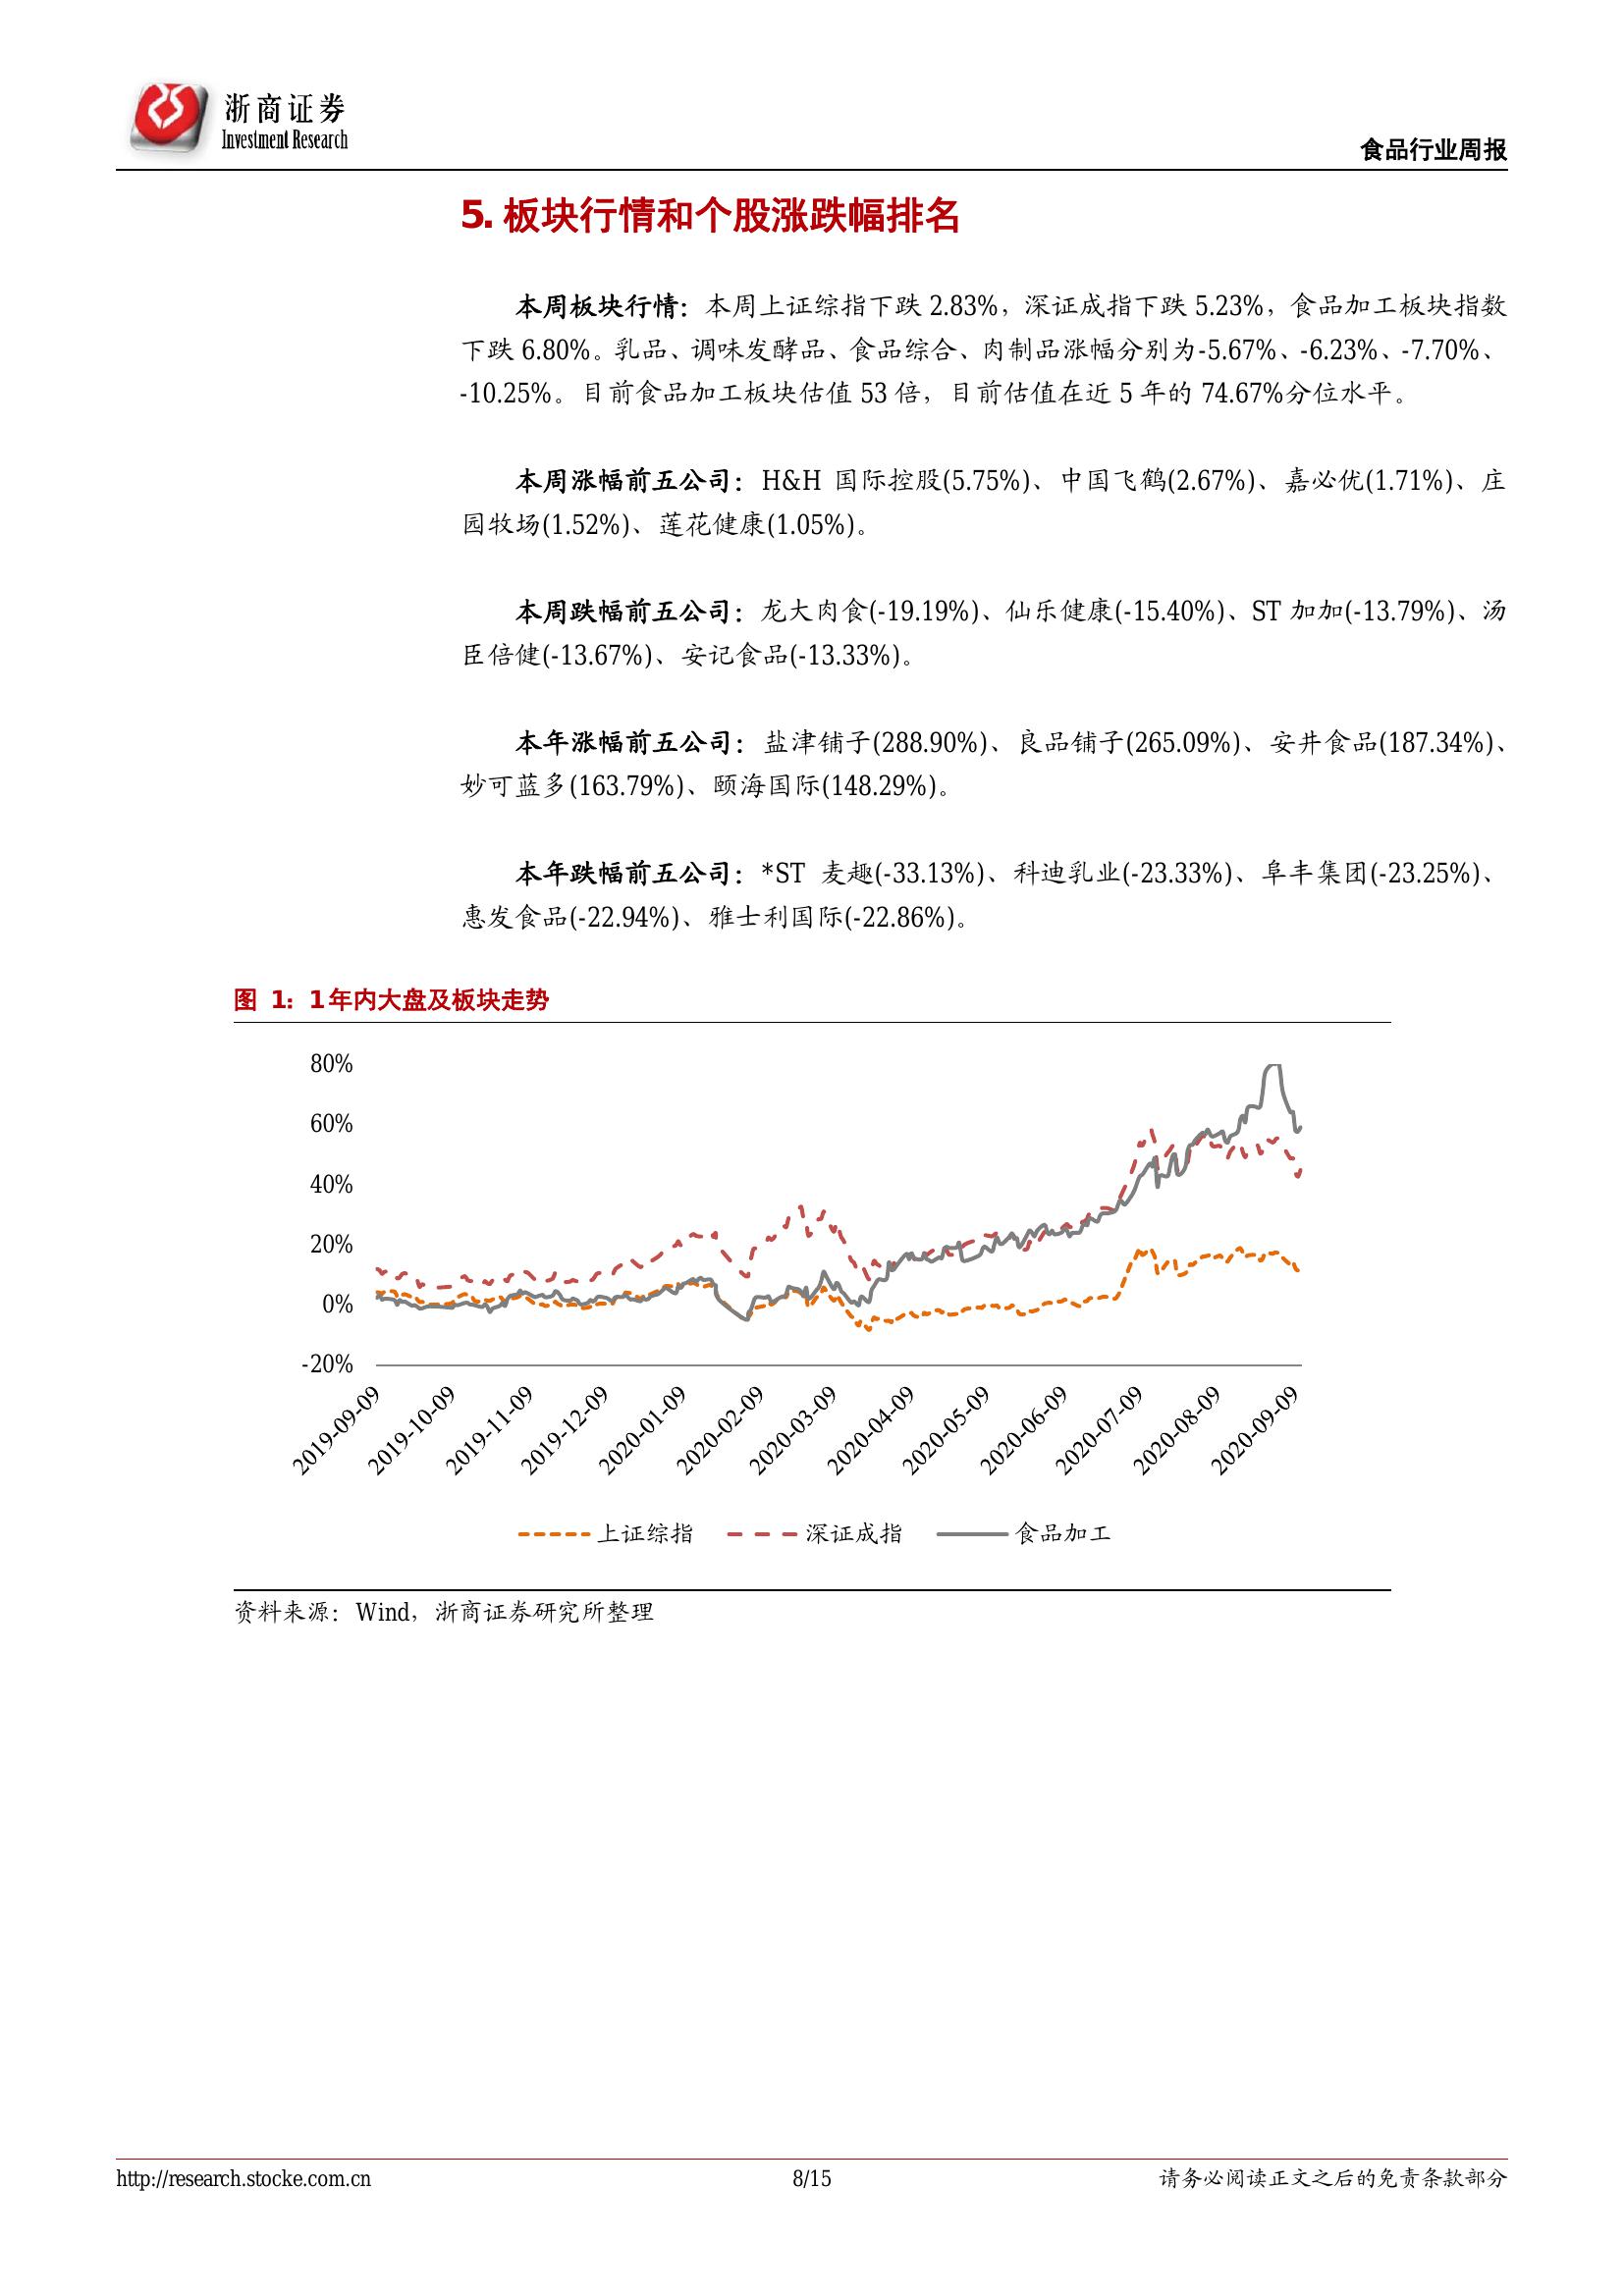 浙商证券
Investment Research
食品行业周报
5. 板块行情和个股涨跌幅排名
本周板块行情：本周上证综指下跌 2.83%，深证成指下跌 5.23%，食品加工板块指数
下跌 6.80%。乳品、调味发酵品、食品综合、肉制品涨幅分别为-5.67%、-6.23%、-7.70%、
-10.25%。目前食品加工板块估值 53 倍，目前估值在近 5 年的 74.67%分位水平。
本周涨幅前五公司：H&H 国际控股(5.75%)、中国飞鹤(2.67%)、嘉必优(1.71%)、庄
园牧场(1.52%)、莲花健康(1.05%)。
本周跌幅前五公司：龙大肉食(-19.19%)、仙乐健康(-15.40%)、ST 加加(-13.79%)、汤
臣倍健(-13.67%)、安记食品(-13.33%)。
本年涨幅前五公司：盐津铺子(288.90%)、良品铺子(265.09%)、安井食品(187.34%)、
妙可蓝多(163.79%)、颐海国际(148.29%)。
本年跌幅前五公司：*ST 麦趣(-33.13%)、科迪乳业(-23.33%)、阜丰集团(-23.25%)、
惠发食品(-22.94%)、雅士利国际(-22.86%)。
图 1：1 年内大盘及板块走势
80%
60%
40%
20%
0%
-20%
2019-09-09
2019-10-09
2019-11-09
2019-12-09
2020-01-09
2020-02-09
2020-03-09
2020-04-09
2020-05-09
2020-06-09
2020-07-09
2020-08-09
2020-09-09
上证综指 深证成指 食品加工
资料来源：Wind，浙商证券研究所整理
http://research.stocke.com.cn 8/15 请务必阅读正文之后的免责条款部分